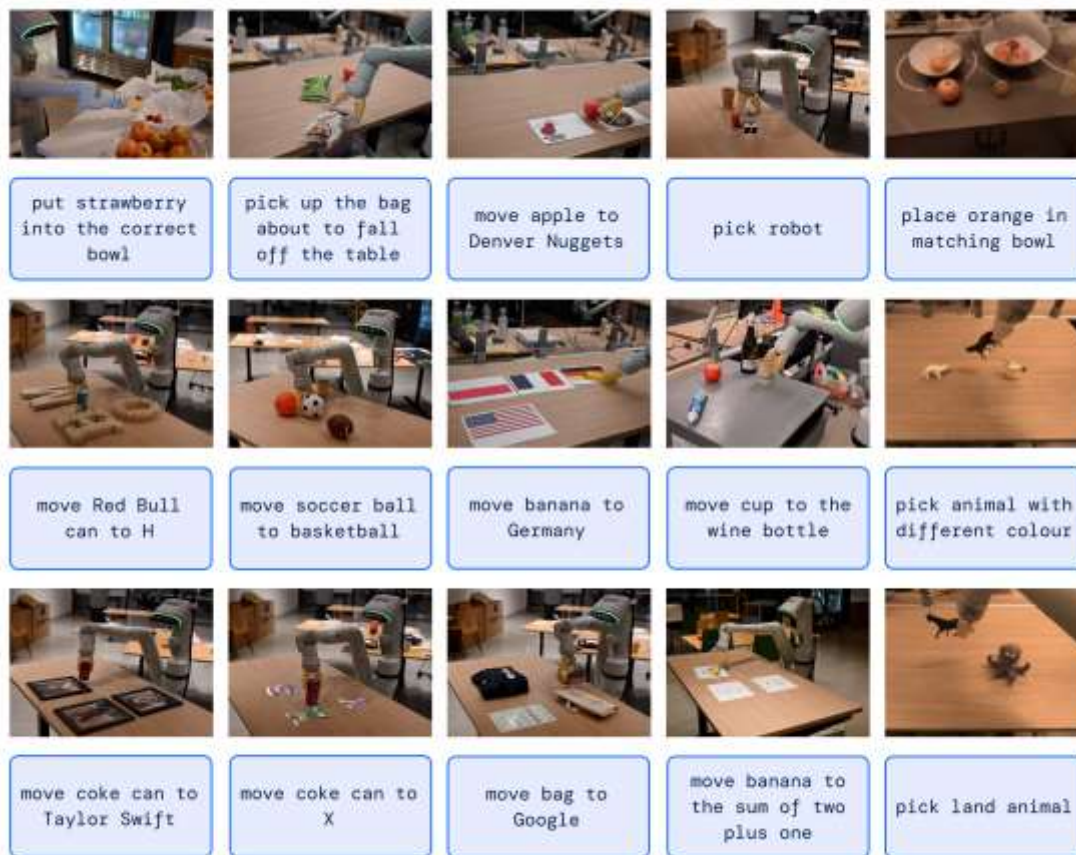 put strawberry
into the correct
bowl
pick up the bag
about to fall
off the table
move apple to
Denver Nuggets
pick robot
place orange in
matching bowl
move Red Bull
can to H
move soccer ball
to basketball
move banana to
Germany
move cup to the
wine bottle
pick animal with
different colour
move coke can to
Taylor Swift
move coke can to
X
move bag to
Google
move banana to
the sum of two
plus one
pick land animal